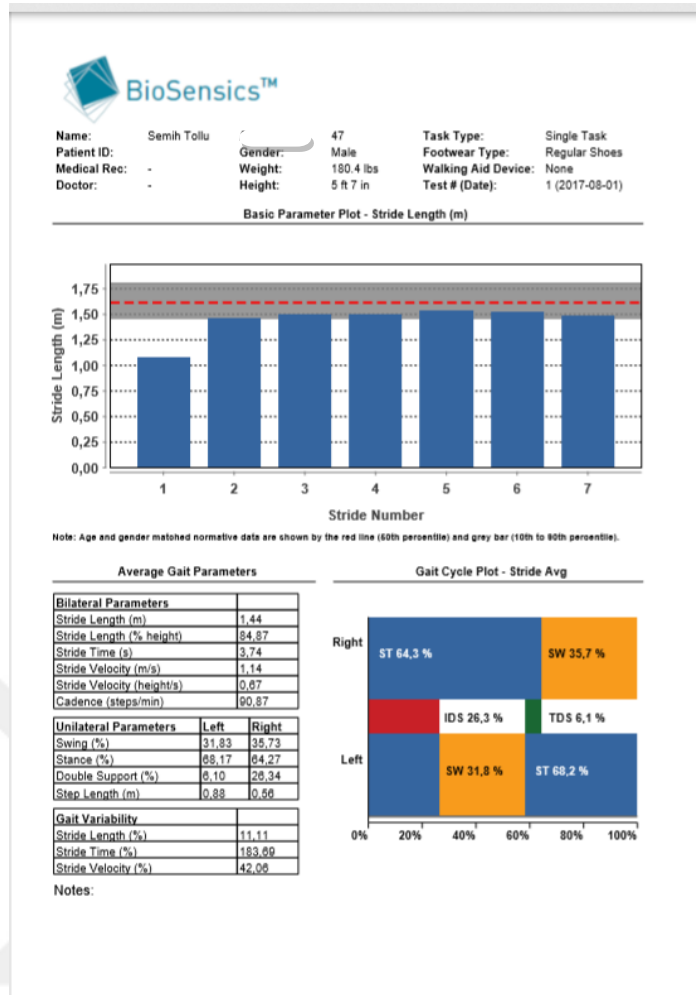 BioSensics™
Name: Semih Tollu 47 Task Type: Single Task
Patient ID: Gender: Male Footwear Type: Regular Shoes
Medical Rec: - Weight: 180.4 lbs Walking Aid Device: None
Doctor: - Height: 5 ft 7 in Test # (Date): 1 (2017-08-01)
Basic Parameter Plot - Stride Length (m)
Stride Length (m)
1,75
1,50
1,25
1,00
0,75
0,50
0,25
0,00
1 2 3 4 5 6 7
Stride Number
Note: Age and gender matched normative data are shown by the red line (50th percentile) and grey bar (10th to 90th percentile).
Average Gait Parameters
Bilateral Parameters
Stride Length (m) 1,44
Stride Length (% height) 84,87
Stride Time (s) 3,74
Stride Velocity (m/s) 1,14
Stride Velocity (height/s) 0,67
Cadence (steps/min) 90,87
Unilateral Parameters Left Right
Swing (%) 31,83 35,73
Stance (%) 68,17 64,27
Double Support (%) 6,10 26,34
Step Length (m) 0,88 0,56
Gait Variability
Stride Length (%) 11,11
Stride Time (%) 183,69
Stride Velocity (%) 42,06
Notes:
Gait Cycle Plot - Stride Avg
Right ST 64,3 % SW 35,7 %
IDS 26,3 % TDS 6,1 %
Left SW 31,8 % ST 68,2 %
0% 20% 40% 60% 80% 100%